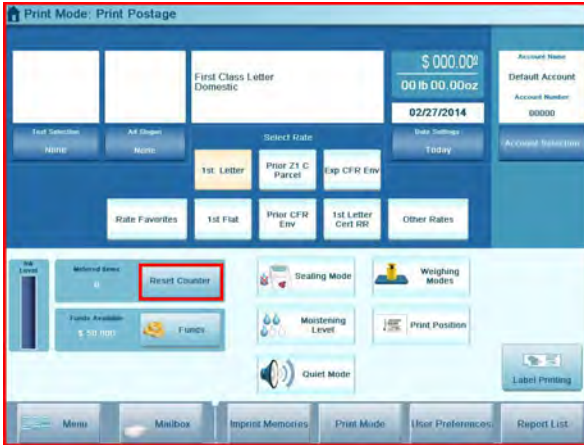 Print Mode: Print Postage
First Class Letter
Domestic
$ 000.00⁰
00 lb 00.00oz
02/27/2014
Account Name
Default Account
Account Number
00000
Text Selection
None
Ad Slogan
None
Select Rate
Date Settings
Today
Account Selection
1st Letter
Prior Z1 C
Parcel
Exp CFR Env
Rate Favorites
1st Flat
Prior CFR
Env
1st Letter
Cert RR
Other Rates
Ink
Level
Metered Items
0
Reset Counter
Sealing Mode
Weighing
Modes
Funds Available
Funds
Moistening
Level
Print Position
Quiet Mode
Label Printing
Menu
Mailbox
Imprint Memories
Print Mode
User Preferences
Report List